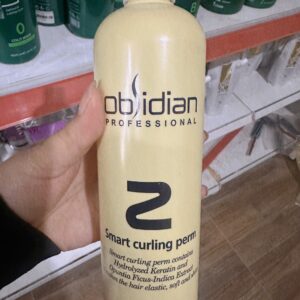 0
obsidian
PROFESSIONAL
2
Smart curling perm
Smart curling perm contains
Hydrolyzed Keratin and
Opuntia Ficus-Indica Extract
the hair elastic, soft and